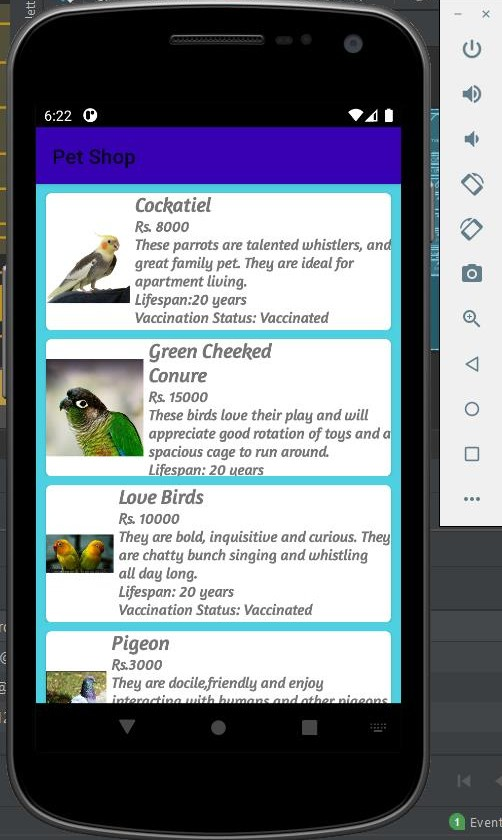 lett
6:22
Pet Shop
Cockatiel
Rs. 8000
These parrots are talented whistlers, and
great family pet. They are ideal for
apartment living.
Lifespan:20 years
Vaccination Status: Vaccinated
Green Cheeked
Conure
Rs. 15000
These birds love their play and will
appreciate good rotation of toys and a
spacious cage to run around.
Lifespan: 20 years
Love Birds
Rs. 10000
They are bold, inquisitive and curious. They
are chatty bunch singing and whistling
all day long.
Lifespan: 20 years
Vaccination Status: Vaccinated
Pigeon
Rs.3000
They are docile,friendly and enjoy
interacting with humans and other pigeons
1 Event